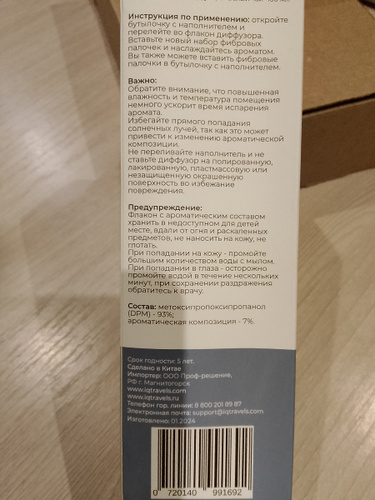 Инструкция по применению: откройте
бутылочку с наполнителем и
перелейте во флакон диффузора.
Вставьте новый набор фибровых
палочек и наслаждайтесь ароматом.
Вы также можете вставить фибровые
палочки в бутылочку с наполнителем.
Важно:
Обратите внимание, что повышенная
влажность и температура помещения
немного ускорит время испарения
аромата.
Избегайте прямого попадания
солнечных лучей, так как это может
привести к изменению ароматической
композиции.
Не переливайте наполнитель и не
ставьте диффузор на полированную,
лакированную, пластмассовую или
незащищенную окрашенную
поверхность во избежание
повреждения.
Предупреждение:
Флакон с ароматическим составом
хранить в недоступном для детей
месте, вдали от огня и раскаленных
предметов, не наносить на кожу, не
глотать.
При попадании на кожу - промойте
большим количеством воды с мылом.
При попадании в глаза - осторожно
промойте водой в течение нескольких
минут, при сохранении раздражения
обратитесь к врачу.
Состав: метоксипропоксипропанол
(DPM) - 93%;
ароматическая композиция - 7%.
Срок годности: 5 лет.
Сделано в Китае
Импортер: ООО Проф-решение,
РФ г. Магнитогорск
www.iqtravels.com
www.iqtravels.ru
Телефон гор. линии: 8 800 201 89 87
Электронная почта: support@iqtravels.com
Изготовлено: 01.2024
0 720140 991692